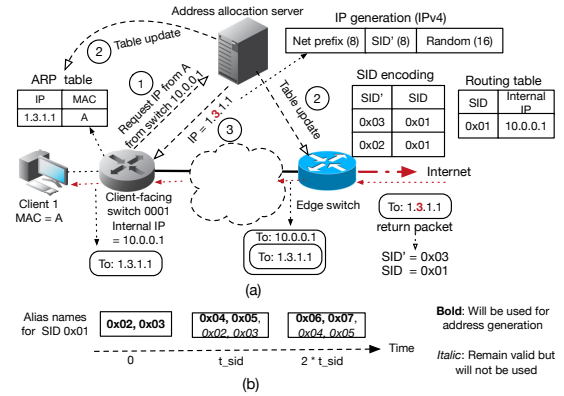 Address allocation server
IP generation (IPv4)
Net prefix (8) SID' (8) Random (16)
2 Table update
ARP table
IP MAC
1.3.1.1 A
1
Request IP from A
from switch 10.0.0.1
IP = 1.3.1.1
3
2
Table update
SID encoding
SID' SID
0x03 0x01
0x02 0x01
Routing table
SID Internal IP
0x01 10.0.0.1
Client 1
MAC = A
Client-facing
switch 0001
Internal IP
= 10.0.0.1
To: 1.3.1.1
Edge switch
Internet
To: 10.0.0.1
To: 1.3.1.1
To: 1.3.1.1
return packet
SID' = 0x03
SID = 0x01
(a)
Alias names
for SID 0x01
0x02, 0x03
0x04, 0x05,
0x02, 0x03
0x06, 0x07,
0x04, 0x05
Time
0 t_sid 2 * t_sid
Bold: Will be used for
address generation
Italic: Remain valid but
will not be used
(b)